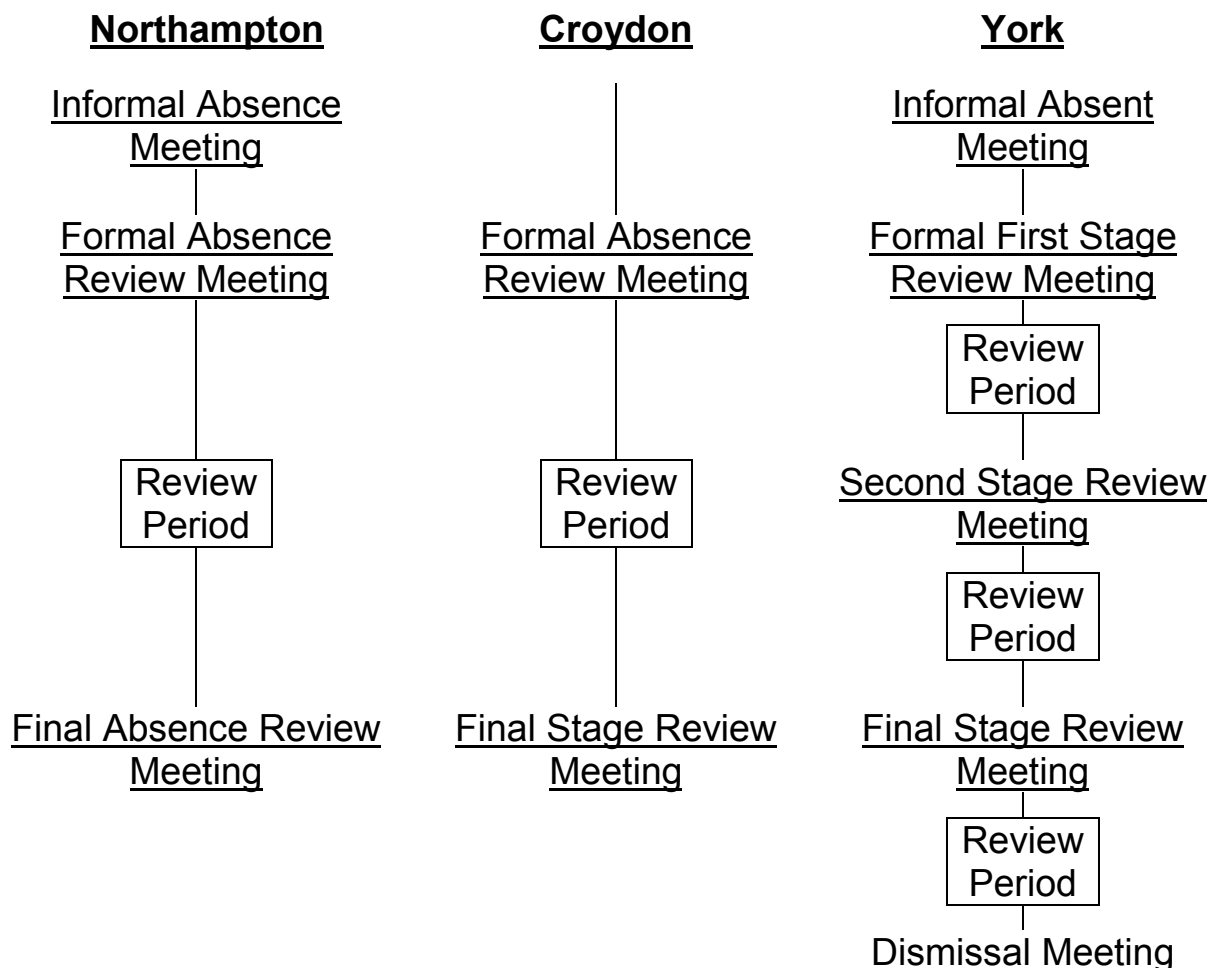 Northampton
Informal Absence
Meeting
Formal Absence
Review Meeting
Review
Period
Final Absence Review
Meeting
Croydon
Formal Absence
Review Meeting
Review
Period
Final Stage Review
Meeting
York
Informal Absent
Meeting
Formal First Stage
Review Meeting
Review
Period
Second Stage Review
Meeting
Review
Period
Final Stage Review
Meeting
Review
Period
Dismissal Meeting